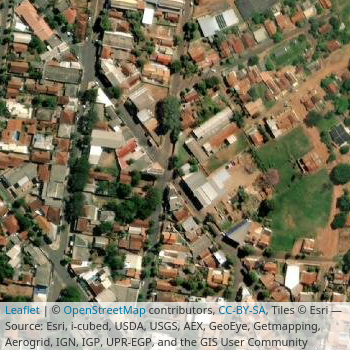 Leaflet | © OpenStreetMap contributors, CC-BY-SA, Tiles © Esri —
Source: Esri, i-cubed, USDA, USGS, AEX, GeoEye, Getmapping,
Aerogrid, IGN, IGP, UPR-EGP, and the GIS User Community